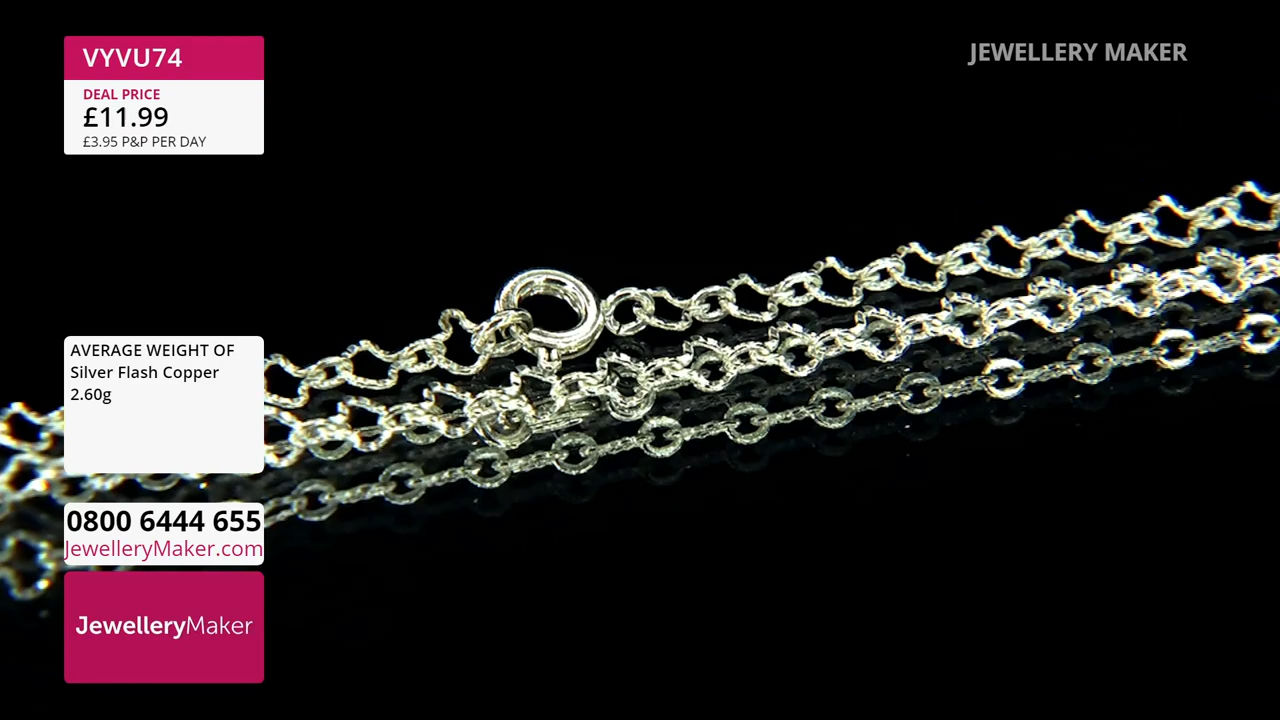 VYVU74
DEAL PRICE
£11.99
£3.95 P&P PER DAY
JEWELLERY MAKER
AVERAGE WEIGHT OF
Silver Flash Copper
2.60g
0800 6444 655
JewelleryMaker.com
JewelleryMaker